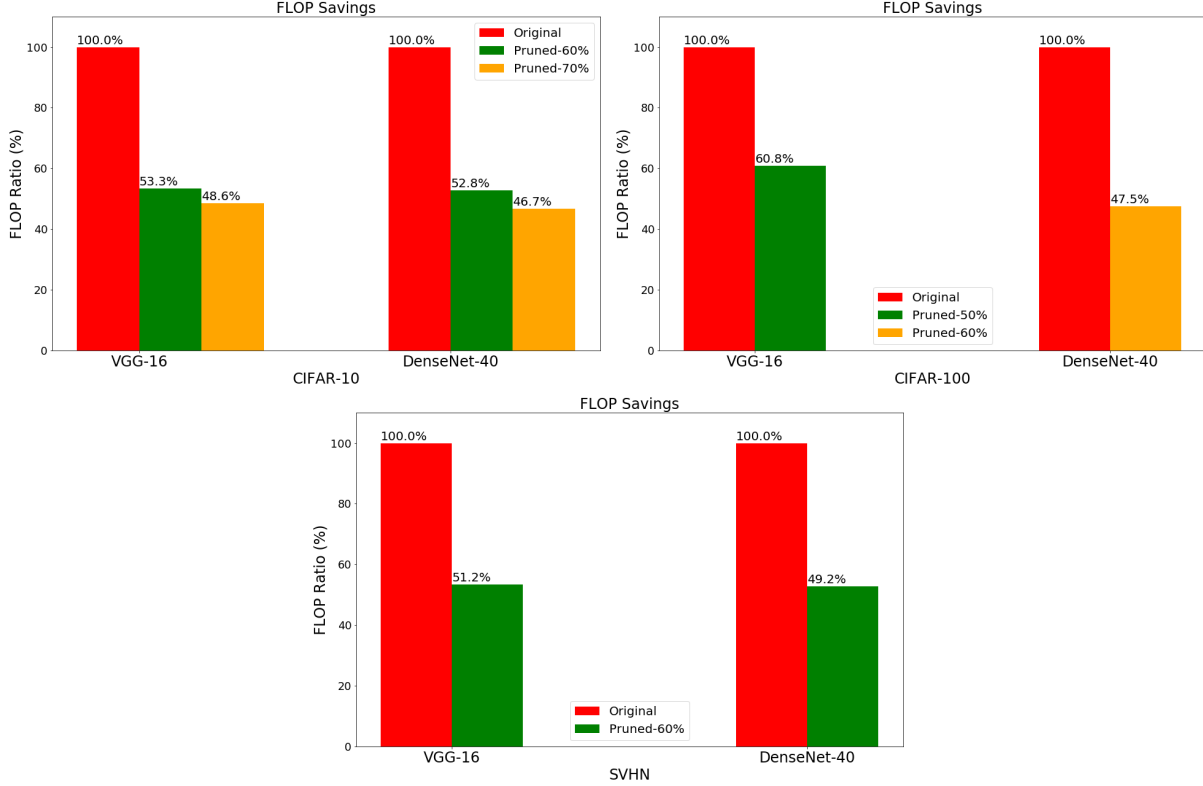 FLOP Savings
100.0%
100.0%
53.3%
48.6%
52.8%
46.7%
Original
Pruned-60%
Pruned-70%
FLOP Ratio (%)
100
80
60
40
20
0
VGG-16
DenseNet-40
CIFAR-10
FLOP Savings
100.0%
100.0%
60.8%
47.5%
Original
Pruned-50%
Pruned-60%
FLOP Ratio (%)
100
80
60
40
20
0
VGG-16
DenseNet-40
CIFAR-100
FLOP Savings
100.0%
100.0%
51.2%
49.2%
Original
Pruned-60%
FLOP Ratio (%)
100
80
60
40
20
0
VGG-16
DenseNet-40
SVHN